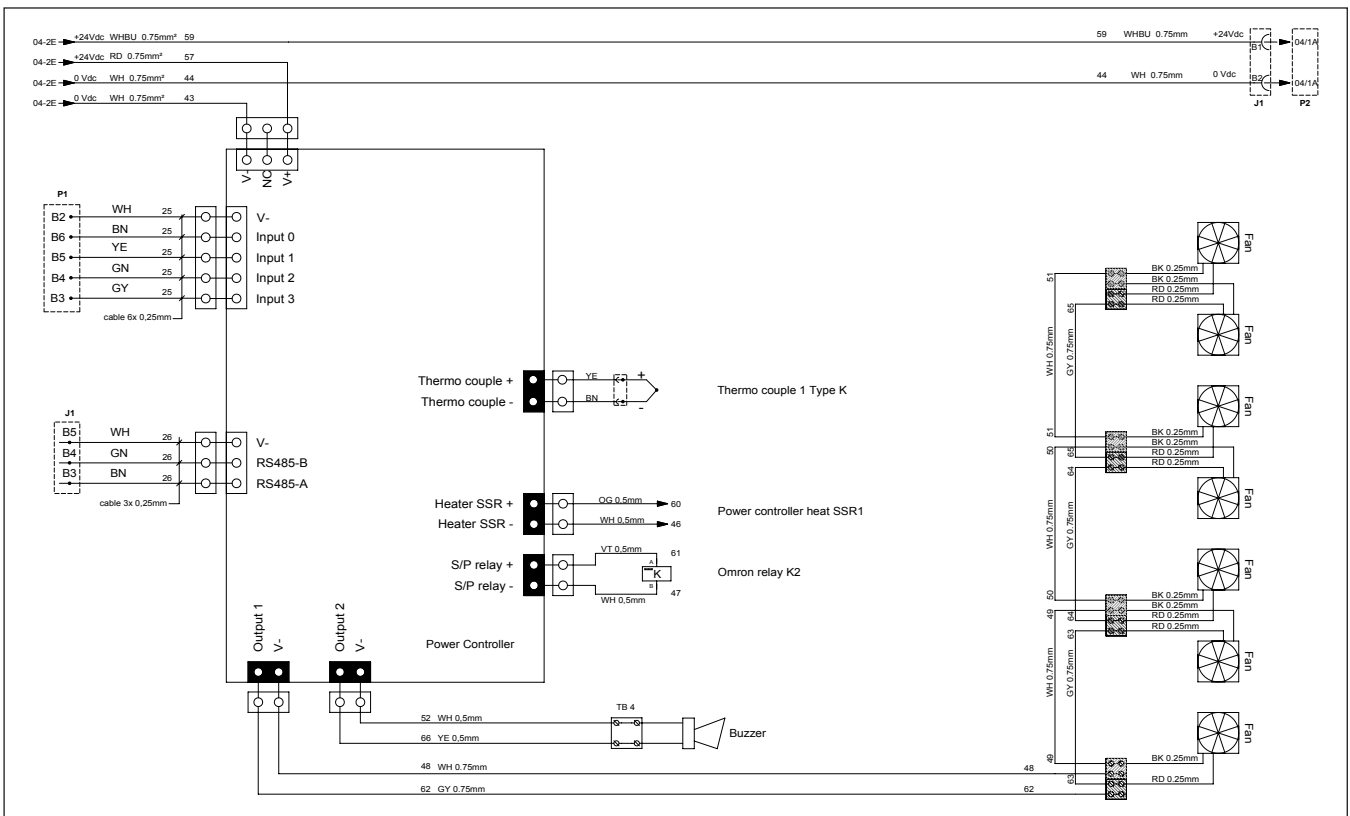 04-2E +24Vdc WHBU 0.75mm² 59
59 WHBU 0.75mm +24Vdc
B1 04/1A
04-2E +24Vdc RD 0.75mm² 57
04-2E 0 Vdc WH 0.75mm² 44
44 WH 0.75mm 0 Vdc
B2 04/1A
04-2E 0 Vdc WH 0.75mm² 43
J1 P2
V- NC V+
P1
B2 WH 25 V-
B6 BN 25 Input 0
B5 YE 25 Input 1
B4 GN 25 Input 2
B3 GY 25 Input 3
cable 6x 0,25mm
Thermo couple + YE +
Thermo couple - BN -
Thermo couple 1 Type K
J1
B5 WH 26 V-
B4 GN 26 RS485-B
B3 BN 26 RS485-A
cable 3x 0,25mm
Heater SSR + OG 0,5mm 60
Heater SSR - WH 0,5mm 46
Power controller heat SSR1
S/P relay + VT 0,5mm 61
A
K
B
Omron relay K2
S/P relay - WH 0,5mm 47
Output 1
V-
Output 2
V-
Power Controller
52 WH 0,5mm
66 YE 0,5mm
TB 4
Buzzer
48 WH 0.75mm 48
62 GY 0.75mm 62
Fan
BK 0.25mm
BK 0.25mm
RD 0.25mm
RD 0.25mm
51
65
Fan
WH 0.75mm
GY 0.75mm
Fan
51
65
BK 0.25mm
BK 0.25mm
RD 0.25mm
RD 0.25mm
50
64
Fan
WH 0.75mm
GY 0.75mm
Fan
50
64
BK 0.25mm
BK 0.25mm
RD 0.25mm
RD 0.25mm
49
63
Fan
WH 0.75mm
GY 0.75mm
Fan
49
63
BK 0.25mm
RD 0.25mm